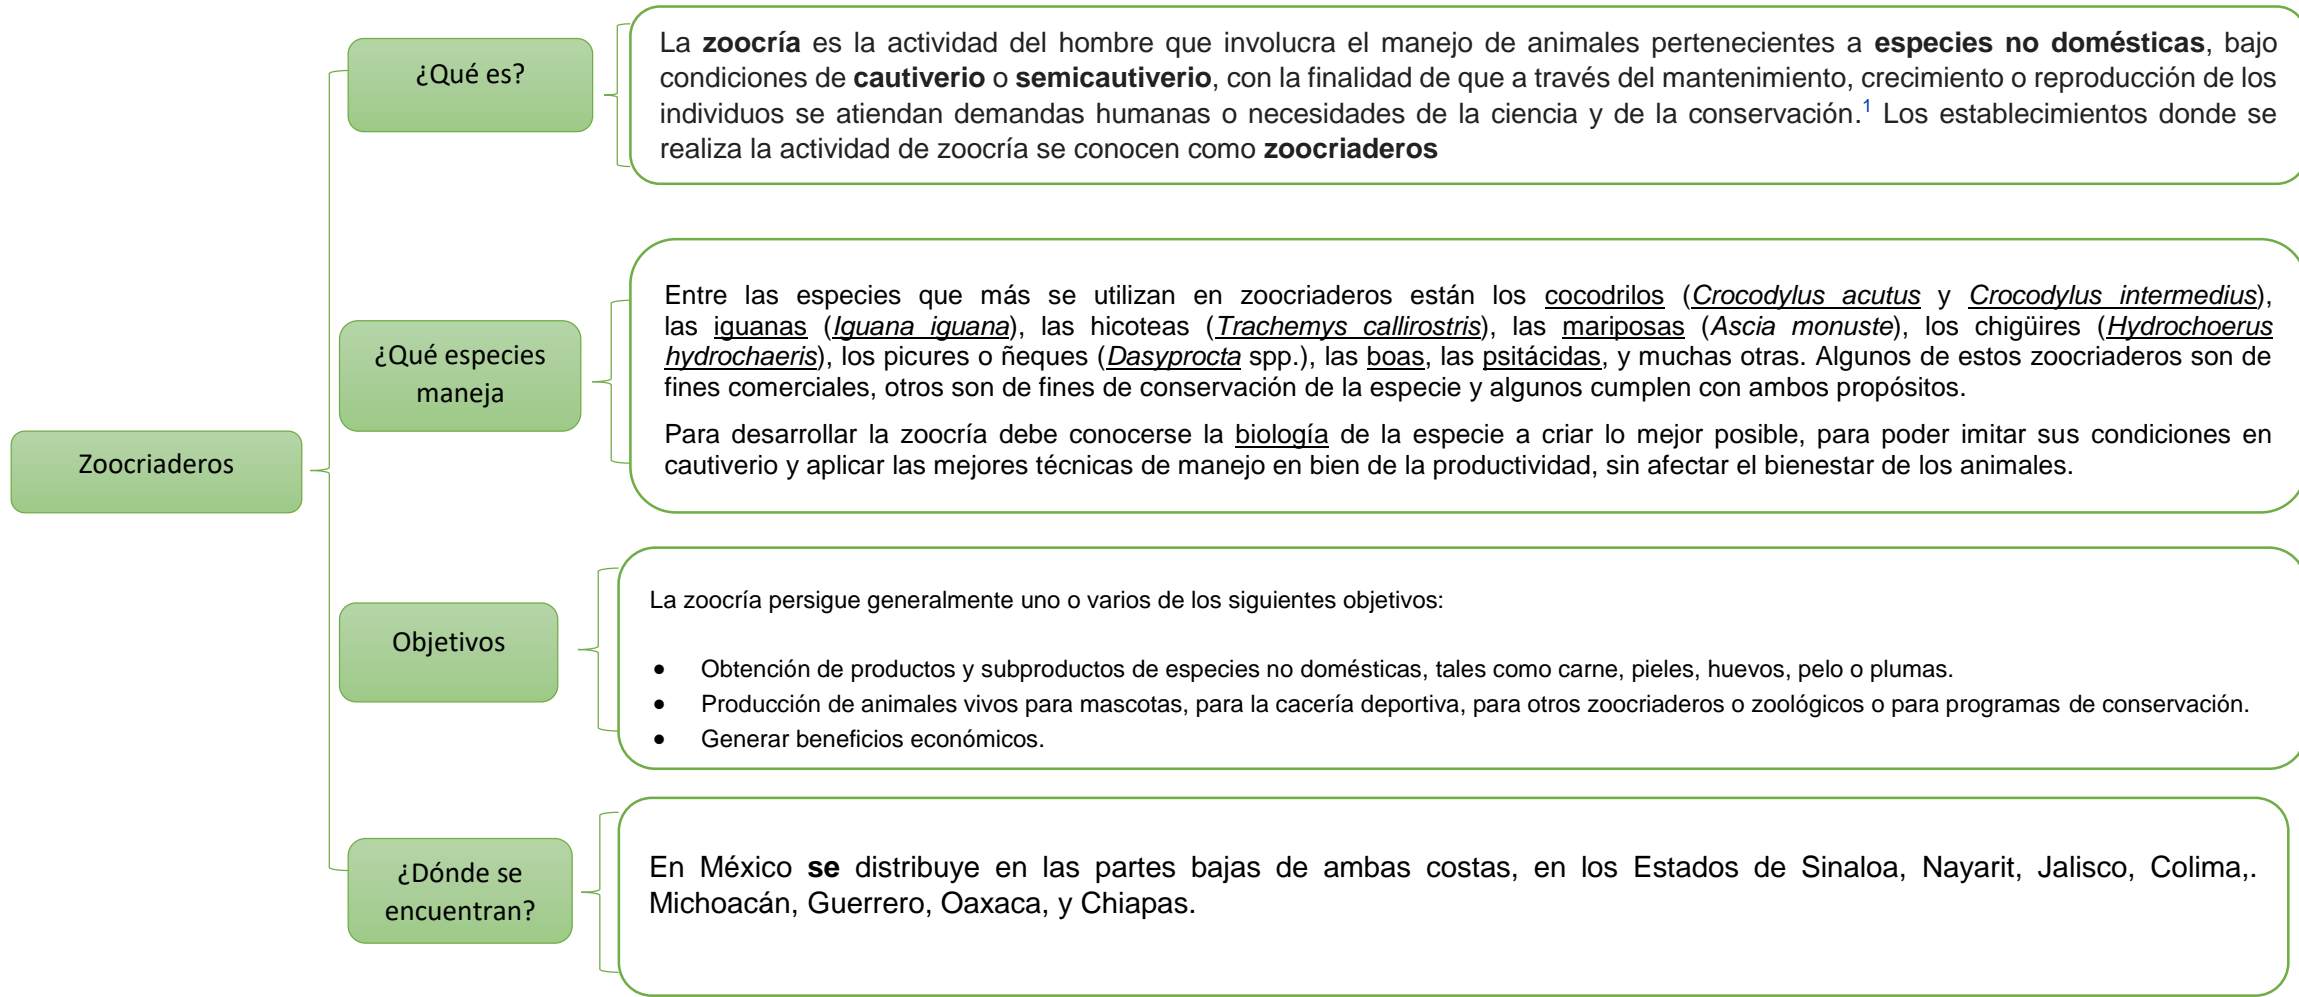 ¿Qué es?
La zoocría es la actividad del hombre que involucra el manejo de animales pertenecientes a especies no domésticas, bajo
condiciones de cautiverio o semicautiverio, con la finalidad de que a través del mantenimiento, crecimiento o reproducción de los
individuos se atiendan demandas humanas o necesidades de la ciencia y de la conservación.1 Los establecimientos donde se
realiza la actividad de zoocría se conocen como zoocriaderos
¿Qué especies
maneja
Entre las especies que más se utilizan en zoocriaderos están los cocodrilos (Crocodylus acutus y Crocodylus intermedius),
las iguanas (Iguana iguana), las hicoteas (Trachemys callirostris), las mariposas (Ascia monuste), los chigüires (Hydrochoerus
hydrochaeris), los picures o ñeques (Dasyprocta spp.), las boas, las psitácidas, y muchas otras. Algunos de estos zoocriaderos son de
fines comerciales, otros son de fines de conservación de la especie y algunos cumplen con ambos propósitos.
Para desarrollar la zoocría debe conocerse la biología de la especie a criar lo mejor posible, para poder imitar sus condiciones en
cautiverio y aplicar las mejores técnicas de manejo en bien de la productividad, sin afectar el bienestar de los animales.
Zoocriaderos
Objetivos
La zoocría persigue generalmente uno o varios de los siguientes objetivos:
• Obtención de productos y subproductos de especies no domésticas, tales como carne, pieles, huevos, pelo o plumas.
• Producción de animales vivos para mascotas, para la cacería deportiva, para otros zoocriaderos o zoológicos o para programas de conservación.
• Generar beneficios económicos.
¿Dónde se
encuentran?
En México se distribuye en las partes bajas de ambas costas, en los Estados de Sinaloa, Nayarit, Jalisco, Colima,.
Michoacán, Guerrero, Oaxaca, y Chiapas.